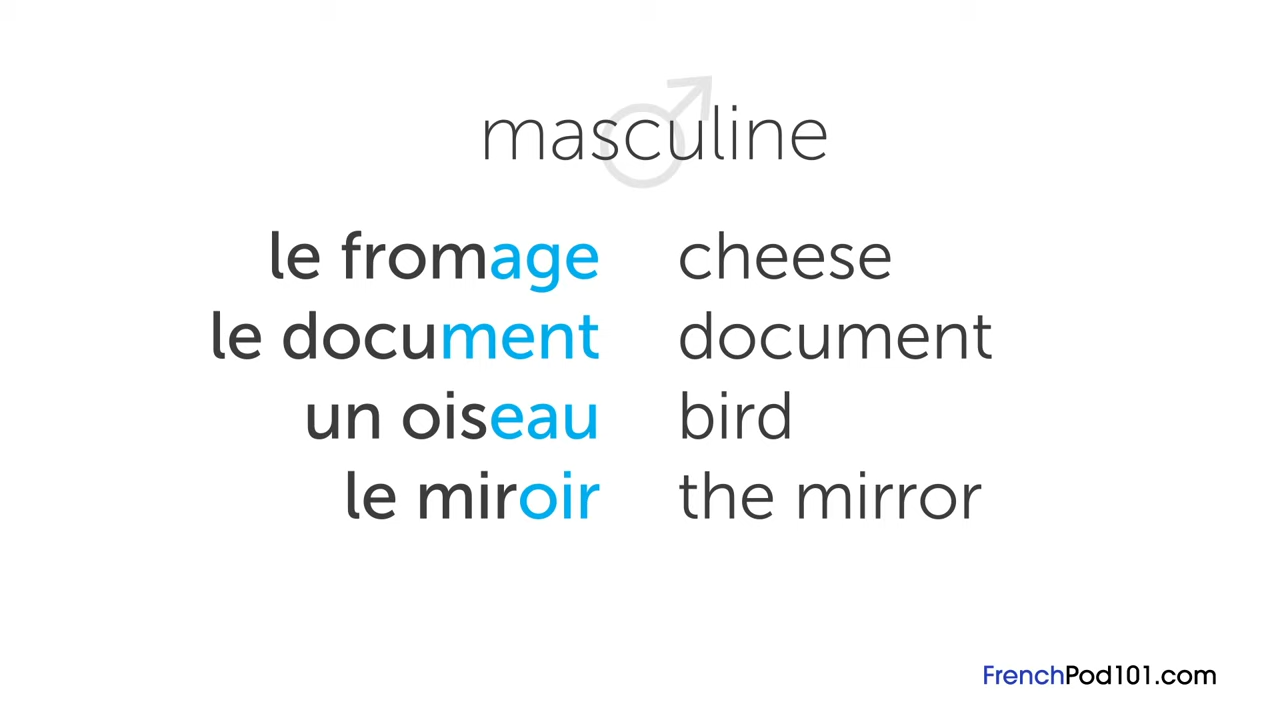 masculine
le fromage cheese
le document document
un oiseau bird
le miroir the mirror
FrenchPod101.com